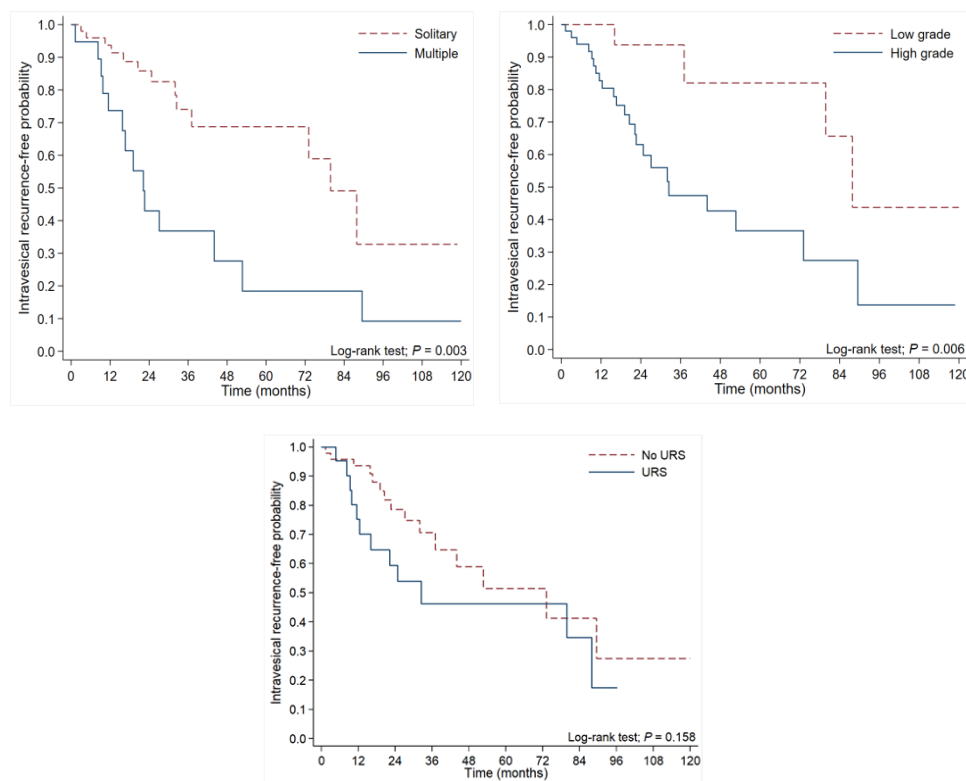 Intravesical recurrence-free probability
1.0
0.9
0.8
0.7
0.6
0.5
0.4
0.3
0.2
0.1
0.0
Solitary
Multiple
Log-rank test; P = 0.003
0 12 24 36 48 60 72 84 96 108 120
Time (months)
Intravesical recurrence-free probability
1.0
0.9
0.8
0.7
0.6
0.5
0.4
0.3
0.2
0.1
0.0
Low grade
High grade
Log-rank test; P = 0.006
0 12 24 36 48 60 72 84 96 108 120
Time (months)
Intravesical recurrence-free probability
1.0
0.9
0.8
0.7
0.6
0.5
0.4
0.3
0.2
0.1
0.0
No URS
URS
Log-rank test; P = 0.158
0 12 24 36 48 60 72 84 96 108 120
Time (months)